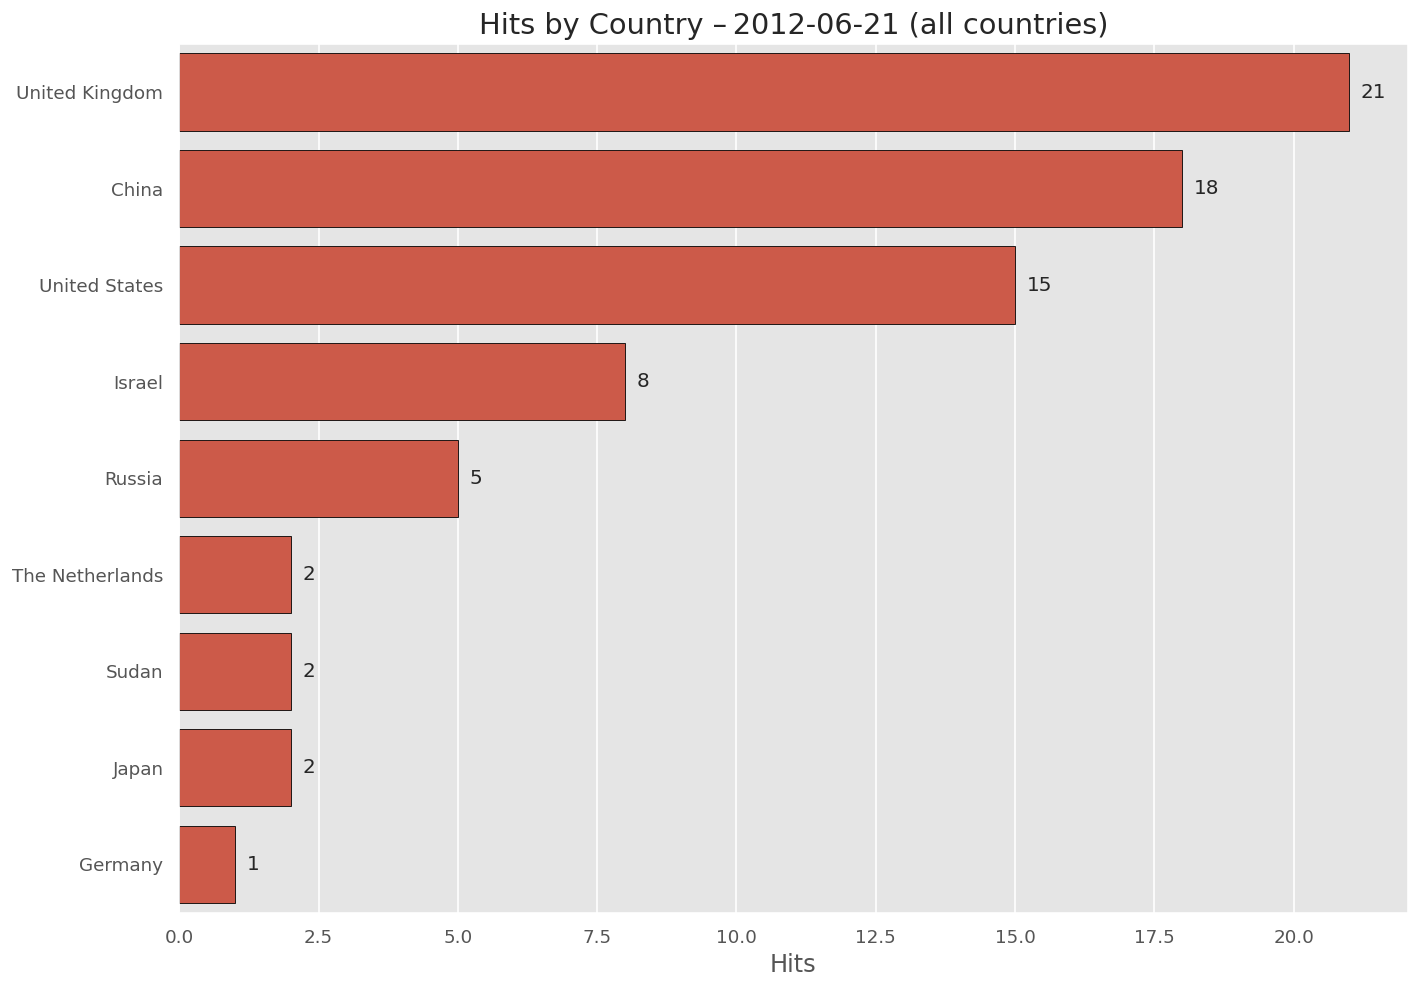 Hits by Country – 2012-06-21 (all countries)
United Kingdom 21
China 18
United States 15
Israel 8
Russia 5
The Netherlands 2
Sudan 2
Japan 2
Germany 1
0.0 2.5 5.0 7.5 10.0 12.5 15.0 17.5 20.0
Hits